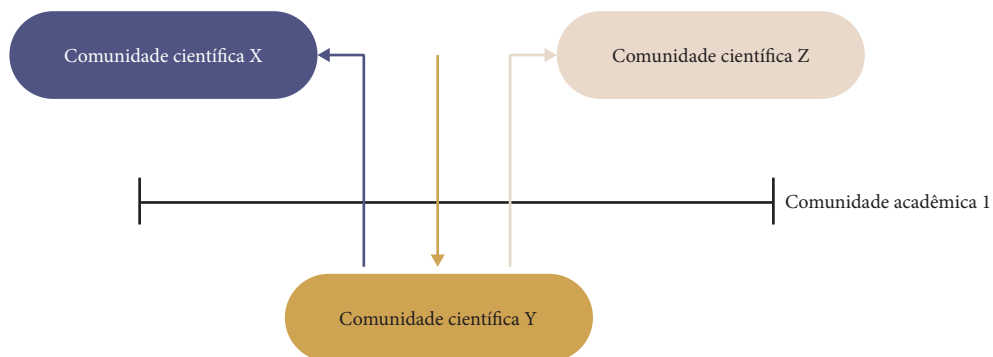 Comunidade científica X
Comunidade científica Z
Comunidade acadêmica 1
Comunidade científica Y